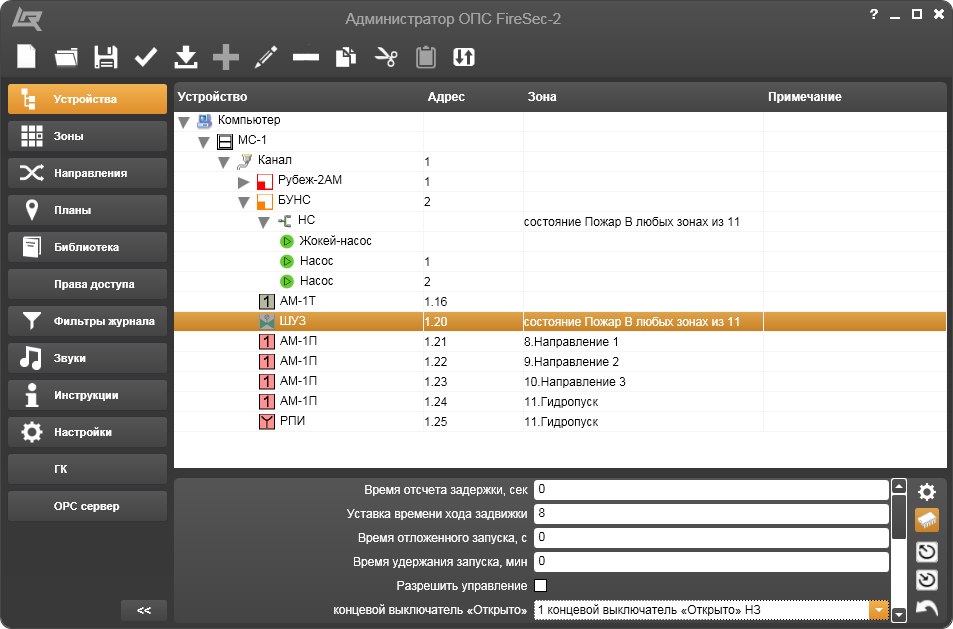 Администратор ОПС FireSec-2
?
Устройства
Зоны
Направления
Планы
Библиотека
Права доступа
Фильтры журнала
Звуки
Инструкции
Настройки
ГК
OPC сервер
<<
Устройство Адрес Зона Примечание
Компьютер
МС-1
Канал 1
Рубеж-2АМ 1
БУНС 2
НС состояние Пожар В любых зонах из 11
Жокей-насос
Насос 1
Насос 2
1 АМ-1Т 1.16
ШУЗ 1.20 состояние Пожар В любых зонах из 11
1 АМ-1П 1.21 8.Направление 1
1 АМ-1П 1.22 9.Направление 2
1 АМ-1П 1.23 10.Направление 3
1 АМ-1П 1.24 11.Гидропуск
РПИ 1.25 11.Гидропуск
Время отсчета задержки, сек 0
Уставка времени хода задвижки 8
Время отложенного запуска, с 0
Время удержания запуска, мин 0
Разрешить управление
концевой выключатель «Открыто» 1 концевой выключатель «Открыто» НЗ